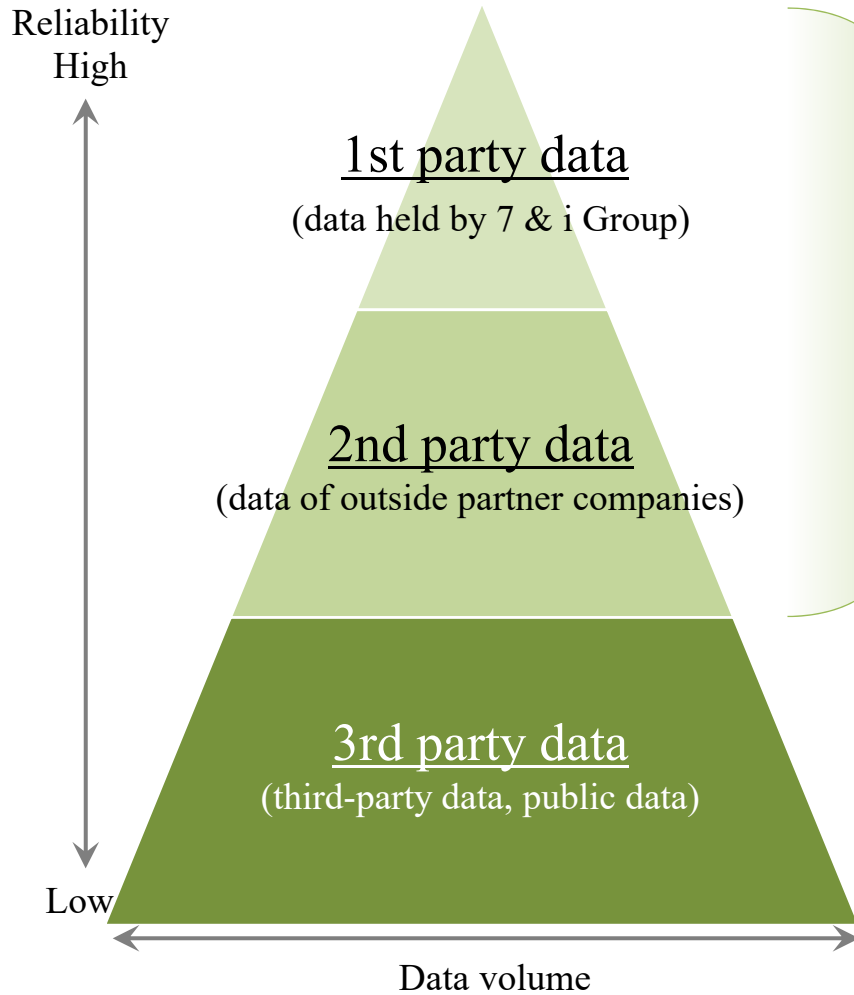 Reliability
High
1st party data
(data held by 7 & i Group)
2nd party data
(data of outside partner companies)
3rd party data
(third-party data, public data)
Low
Data volume